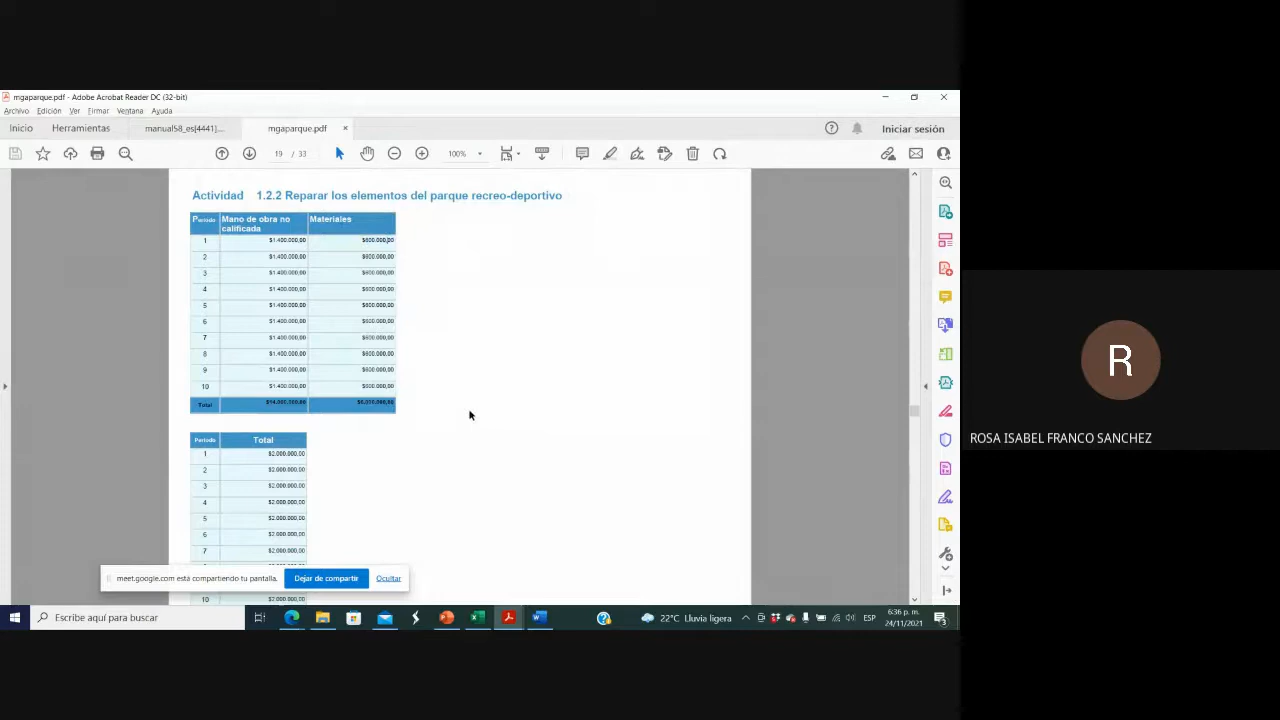 mgaparque.pdf - Adobe Acrobat Reader DC (32-bit)
Archivo Edición Ver Firmar Ventana Ayuda
Inicio Herramientas manual58_es[4441].... mgaparque.pdf × Iniciar sesión
19 / 33 100%
Actividad 1.2.2 Reparar los elementos del parque recreo-deportivo
Periodo Mano de obra no calificada Materiales
1 $1.400.000,00 $600.000,00
2 $1.400.000,00 $600.000,00
3 $1.400.000,00 $600.000,00
4 $1.400.000,00 $600.000,00
5 $1.400.000,00 $600.000,00
6 $1.400.000,00 $600.000,00
7 $1.400.000,00 $600.000,00
8 $1.400.000,00 $600.000,00
9 $1.400.000,00 $600.000,00
10 $1.400.000,00 $600.000,00
Total $14.000.000,00 $6.000.000,00
Periodo Total
1 $2.000.000,00
2 $2.000.000,00
3 $2.000.000,00
4 $2.000.000,00
5 $2.000.000,00
6 $2.000.000,00
7 $2.000.000,00
meet.google.com está compartiendo tu pantalla. Dejar de compartir Ocultar
10 $2.000.000,00
Escribe aquí para buscar 22°C Lluvia ligera ESP 6:36 p. m.
24/11/2021
3
R
ROSA ISABEL FRANCO SANCHEZ